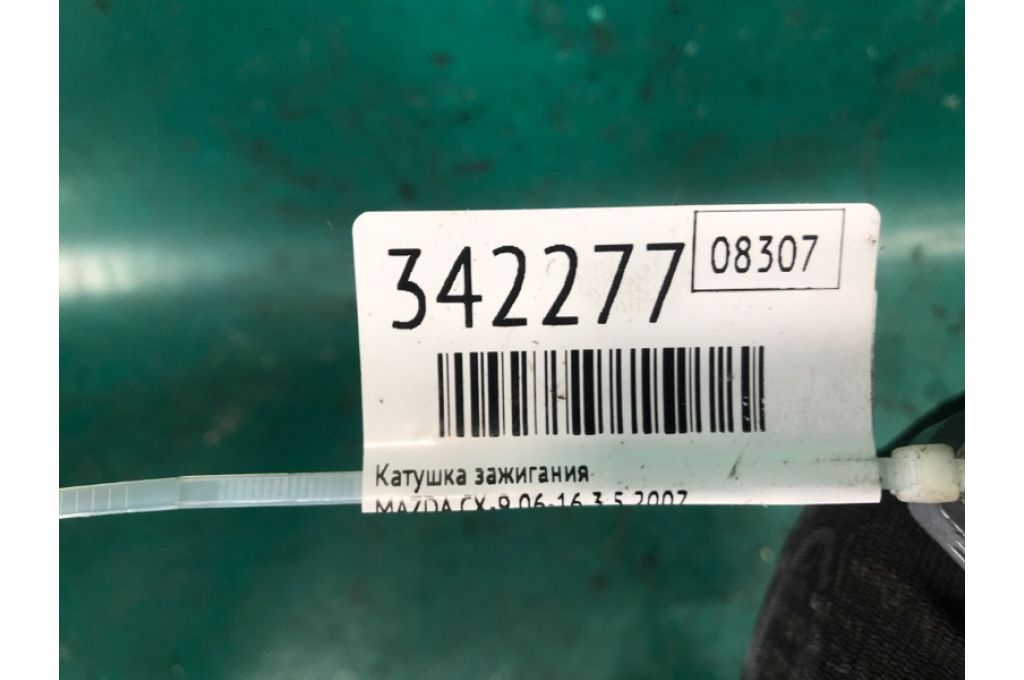 342277
08307
Катушка зажигания
MAZDA CX-9 06-16 3.5 2007